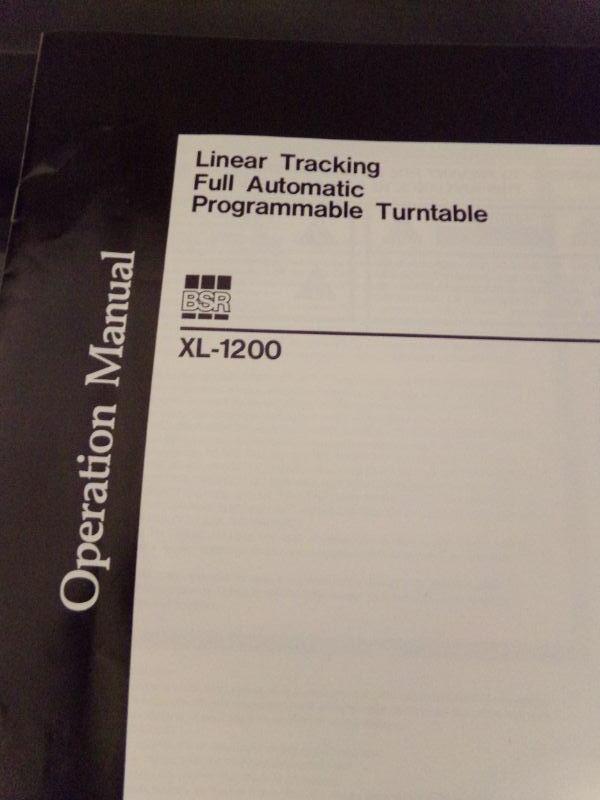 Linear Tracking
Full Automatic
Programmable Turntable
BSR
XL-1200
Operation Manual